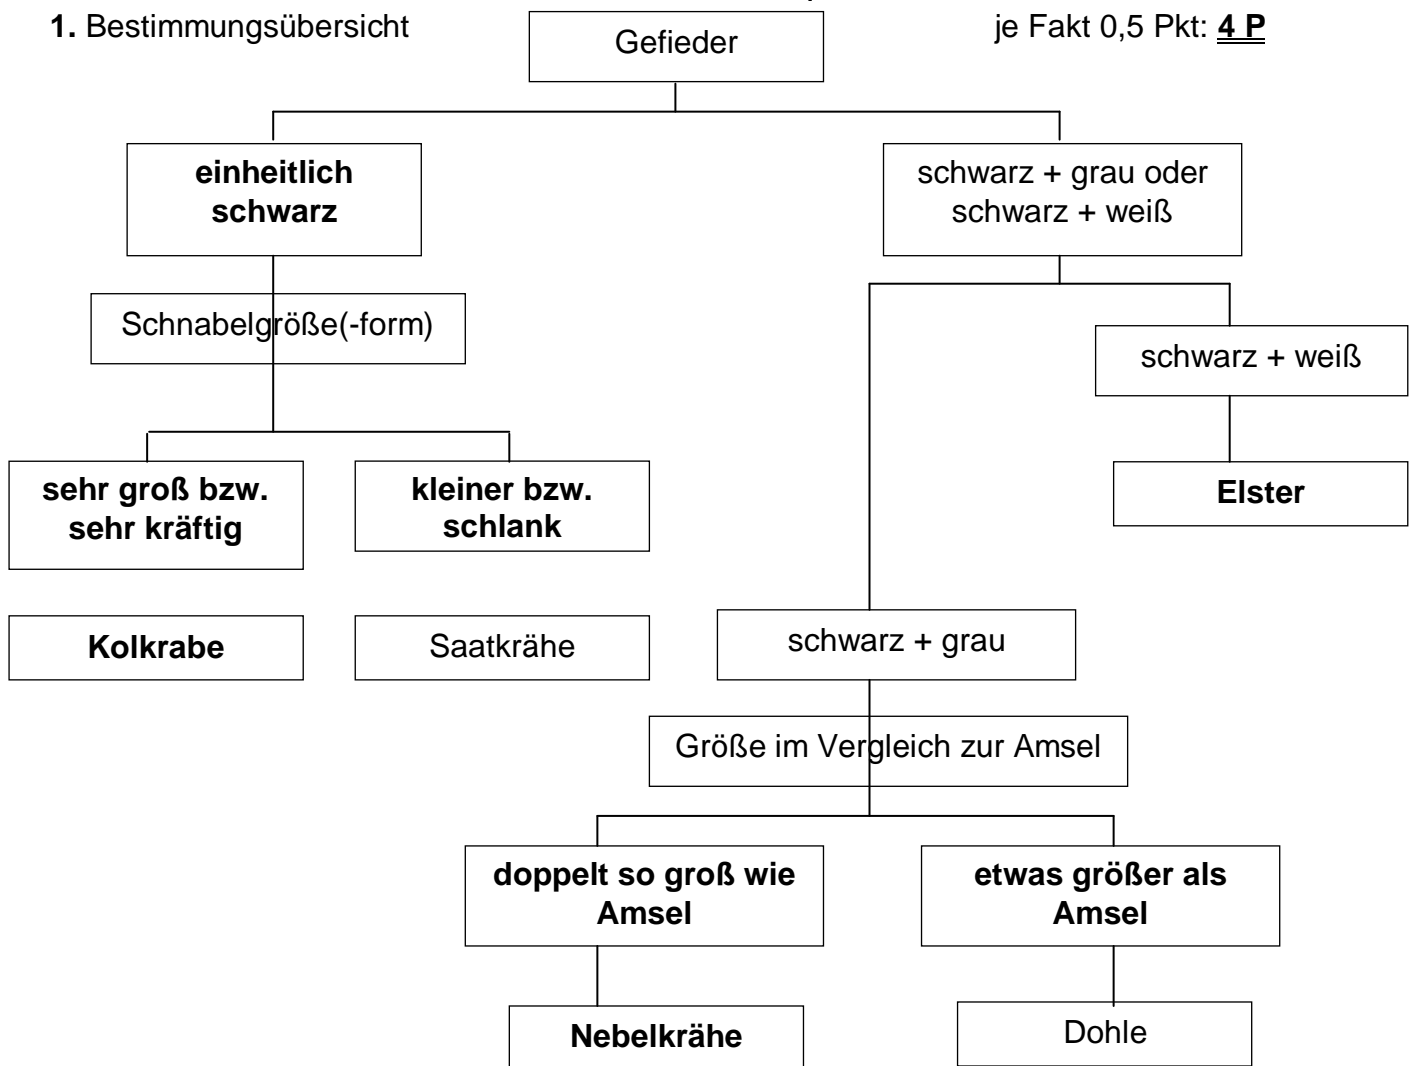 1. Bestimmungsübersicht
je Fakt 0,5 Pkt: 4 P
Gefieder
einheitlich
schwarz
schwarz + grau oder
schwarz + weiß
Schnabelgröße(-form)
schwarz + weiß
sehr groß bzw.
sehr kräftig
kleiner bzw.
schlank
Elster
Kolkrabe
Saatkrähe
schwarz + grau
Größe im Vergleich zur Amsel
doppelt so groß wie
Amsel
etwas größer als
Amsel
Nebelkrähe
Dohle